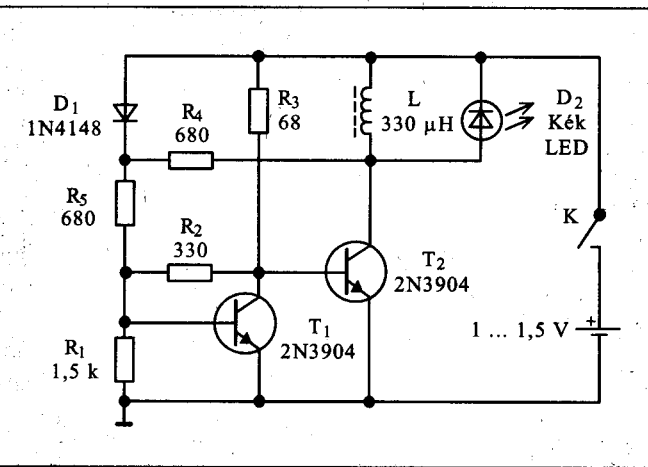 D1
1N4148
R4
680
R3
68
L
330 µH
D2
Kék
LED
R5
680
R2
330
K
T2
2N3904
T1
2N3904
1 ... 1,5 V
+
R1
1,5 k